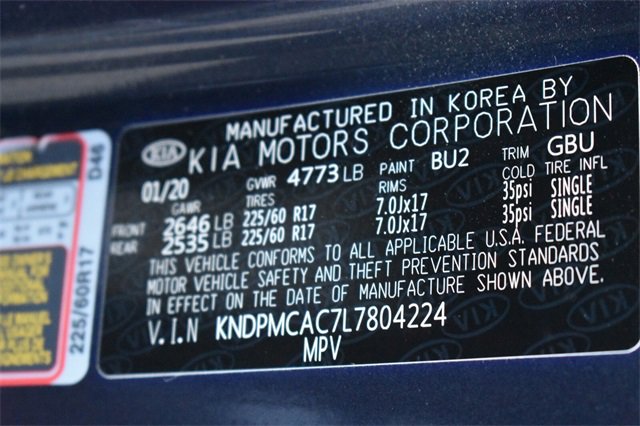 MANUFACTURED IN KOREA BY
KIA KIA MOTORS CORPORATION
01/20 GVWR 4773 LB PAINT BU2 TRIM GBU
GAWR TIRES RIMS COLD TIRE INFL
FRONT 2646 LB 225/60 R17 7.0Jx17 35psi SINGLE
REAR 2535 LB 225/60 R17 7.0Jx17 35psi SINGLE
THIS VEHICLE CONFORMS TO ALL APPLICABLE U.S.A. FEDERAL
MOTOR VEHICLE SAFETY AND THEFT PREVENTION STANDARDS
IN EFFECT ON THE DATE OF MANUFACTURE SHOWN ABOVE.
V.I.N KNDPMCAC7L7804224
MPV
D46
225/60R17